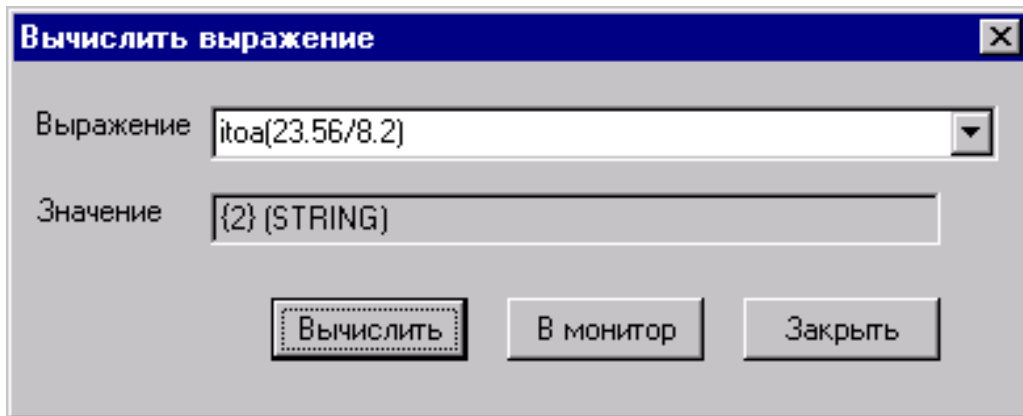 Вычислить выражение
Выражение itoa(23.56/8.2)
Значение {2} (STRING)
Вычислить В монитор Закрыть